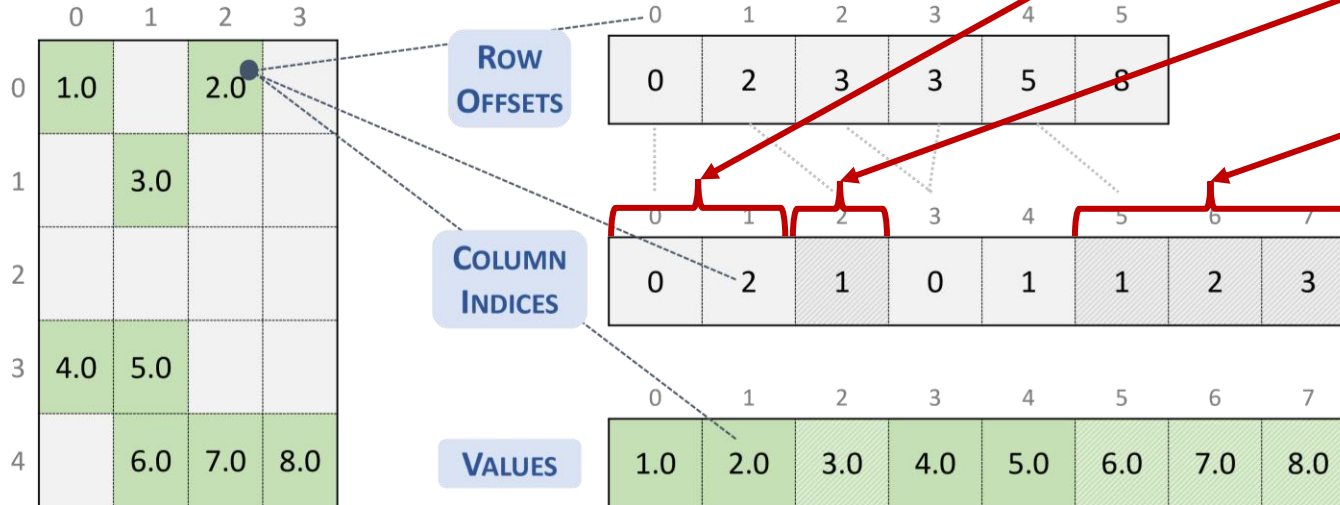 0 1 2 3
0 1.0 2.0
1 3.0
2
3 4.0 5.0
4 6.0 7.0 8.0
ROW
OFFSETS
0 1 2 3 4 5
0 2 3 3 5 8
COLUMN
INDICES
0 1 2 3 4 5 6 7
0 2 1 0 1 1 2 3
VALUES
0 1 2 3 4 5 6 7
1.0 2.0 3.0 4.0 5.0 6.0 7.0 8.0